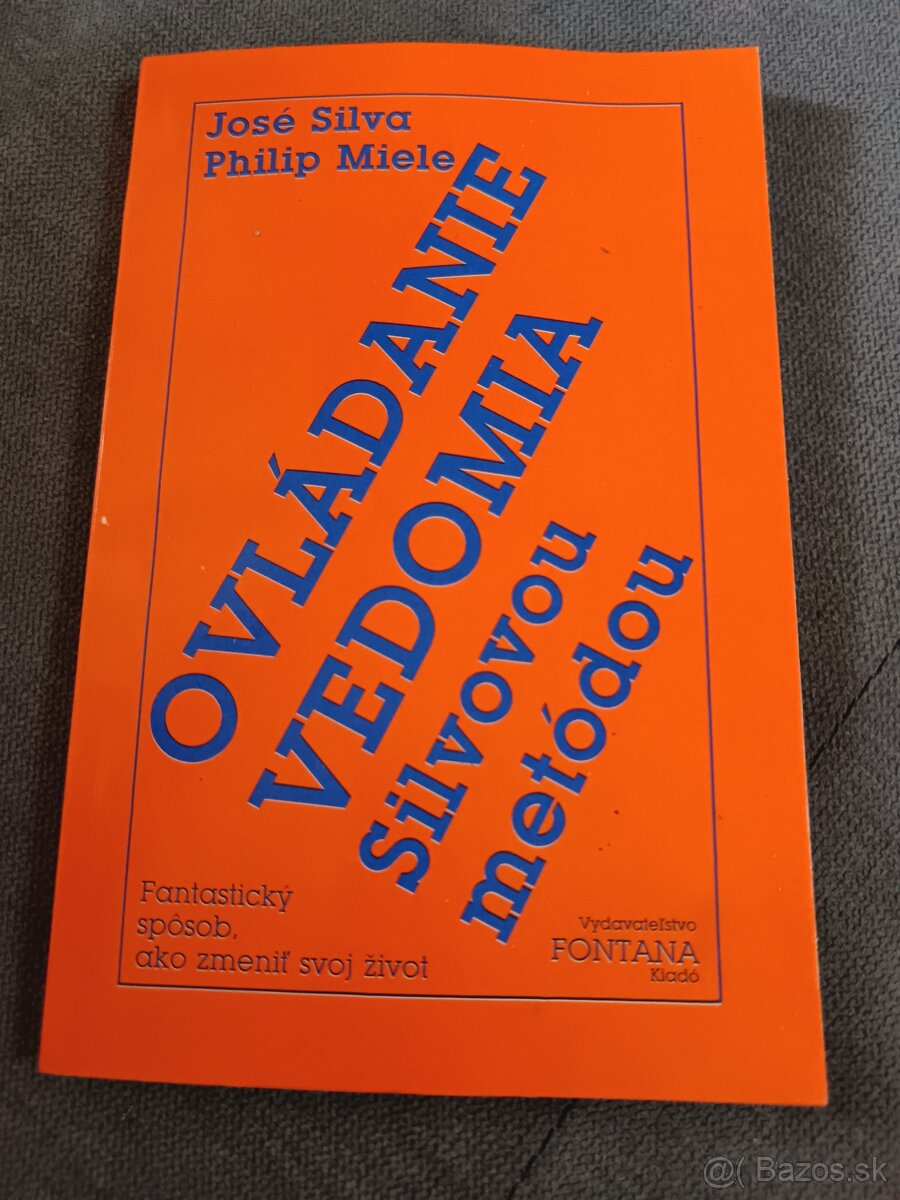 José Silva
Philip Miele
OVLÁDANIE
VEDOMIA
Silvovou
metódou
Fantastický
spôsob,
ako zmeniť svoj život
Vydavateľstvo
FONTANA
Kiadó
@( Bazos.sk